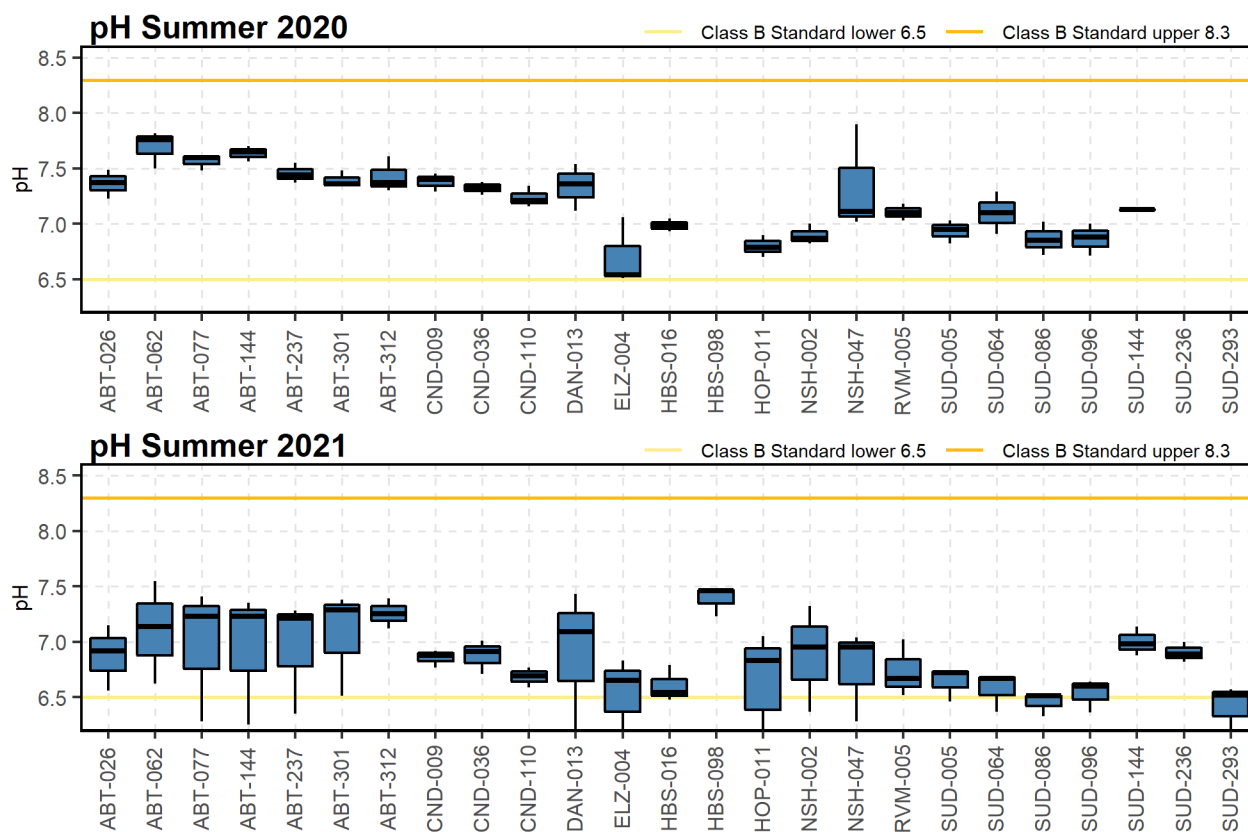 pH Summer 2020
Class B Standard lower 6.5 Class B Standard upper 8.3
8.5
8.0
7.5
7.0
6.5
pH
ABT-026 ABT-062 ABT-077 ABT-144 ABT-237 ABT-301 ABT-312 CND-009 CND-036 CND-110 DAN-013 ELZ-004 HBS-016 HBS-098 HOP-011 NSH-002 NSH-047 RVM-005 SUD-005 SUD-064 SUD-086 SUD-096 SUD-144 SUD-236 SUD-293
pH Summer 2021
Class B Standard lower 6.5 Class B Standard upper 8.3
8.5
8.0
7.5
7.0
6.5
pH
ABT-026 ABT-062 ABT-077 ABT-144 ABT-237 ABT-301 ABT-312 CND-009 CND-036 CND-110 DAN-013 ELZ-004 HBS-016 HBS-098 HOP-011 NSH-002 NSH-047 RVM-005 SUD-005 SUD-064 SUD-086 SUD-096 SUD-144 SUD-236 SUD-293